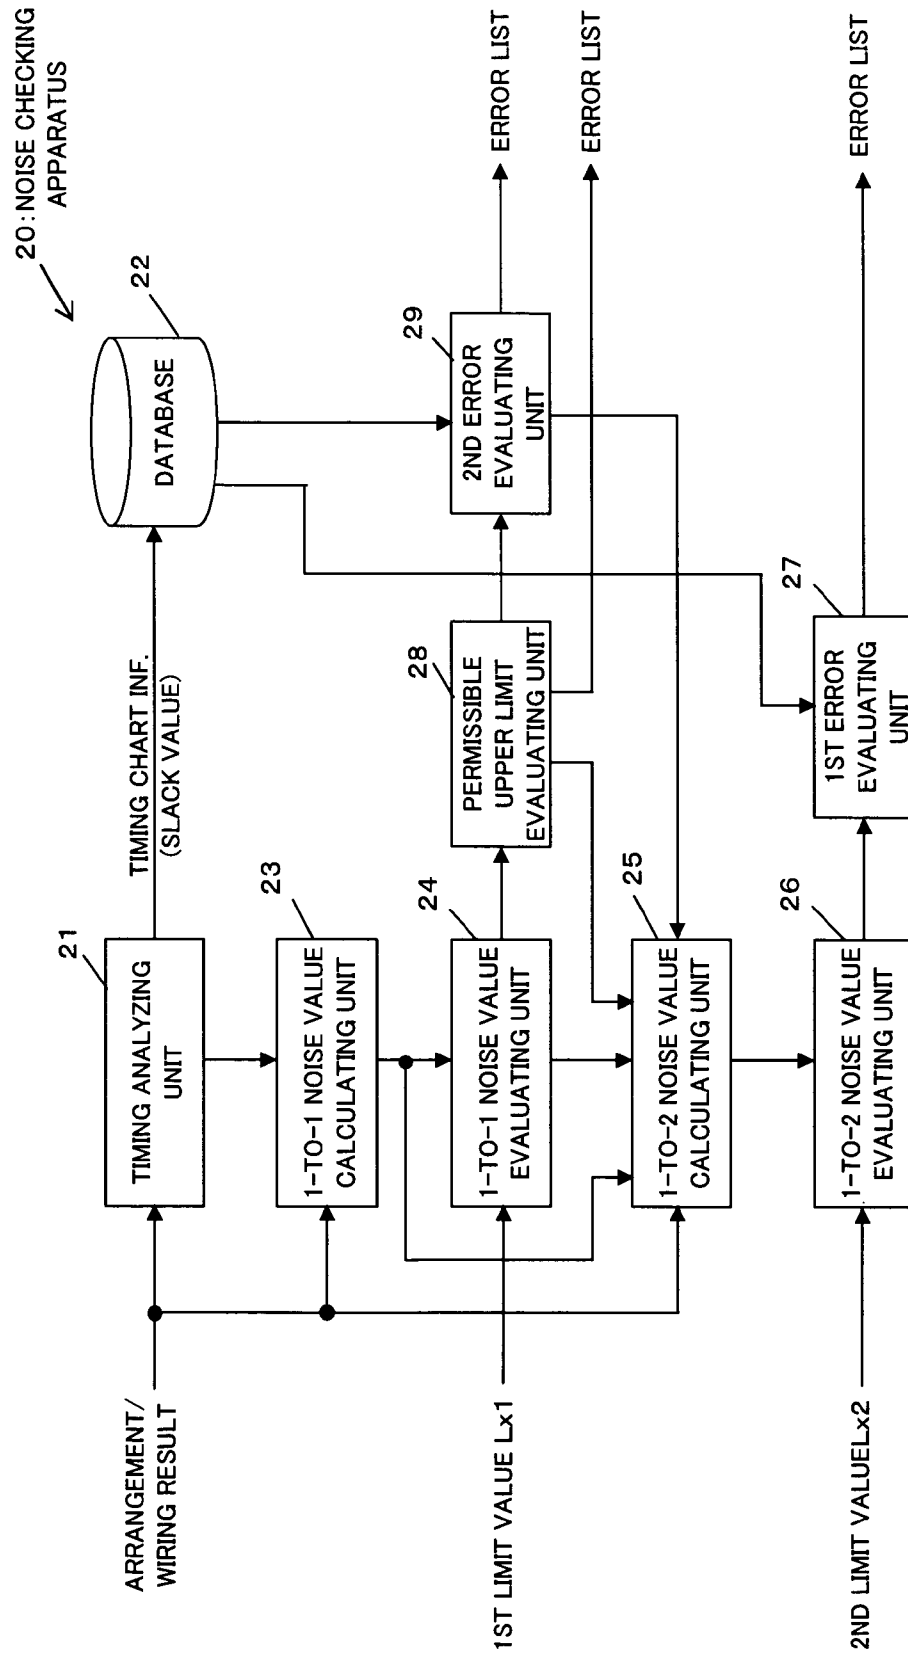 20:NOISE CHECKING
APPARATUS
ARRANGEMENT/
WIRING RESULT
21
TIMING ANALYZING
UNIT
TIMING CHART INF.
(SLACK VALUE)
22
DATABASE
23
1-TO-1 NOISE VALUE
CALCULATING UNIT
1ST LIMIT VALUE Lx1
24
1-TO-1 NOISE VALUE
EVALUATING UNIT
28
PERMISSIBLE
UPPER LIMIT
EVALUATING UNIT
29
2ND ERROR
EVALUATING
UNIT
ERROR LIST
ERROR LIST
25
1-TO-2 NOISE VALUE
CALCULATING UNIT
2ND LIMIT VALUELx2
26
1-TO-2 NOISE VALUE
EVALUATING UNIT
27
1ST ERROR
EVALUATING
UNIT
ERROR LIST